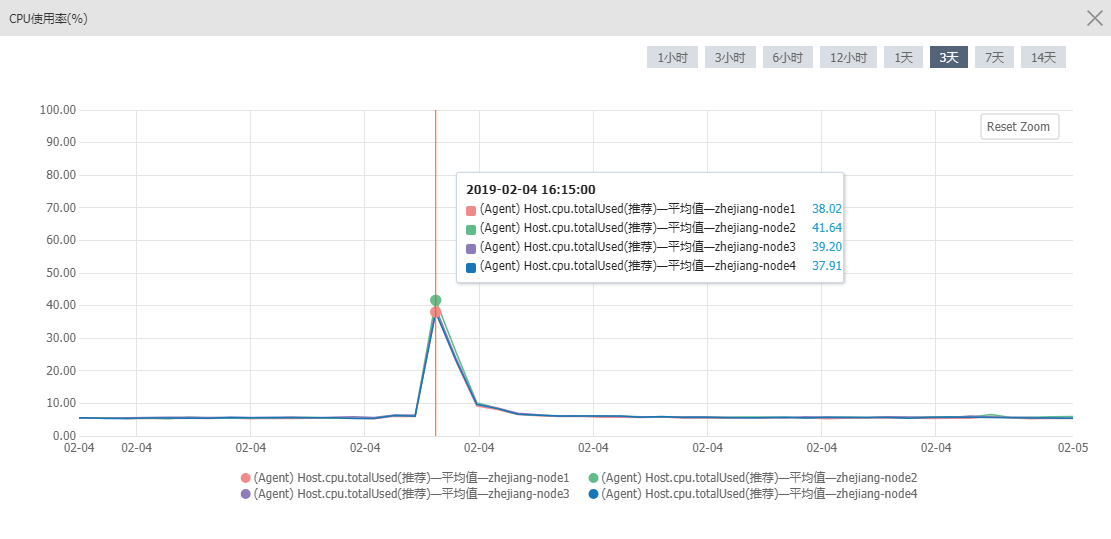 CPU使用率(%)
1小时 3小时 6小时 12小时 1天 3天 7天 14天
Reset Zoom
100.00
90.00
80.00
70.00
60.00
50.00
40.00
30.00
20.00
10.00
0.00
2019-02-04 16:15:00
(Agent) Host.cpu.totalUsed(推荐)—平均值—zhejiang-node1 38.02
(Agent) Host.cpu.totalUsed(推荐)—平均值—zhejiang-node2 41.64
(Agent) Host.cpu.totalUsed(推荐)—平均值—zhejiang-node3 39.20
(Agent) Host.cpu.totalUsed(推荐)—平均值—zhejiang-node4 37.91
02-04 02-04 02-04 02-04 02-04 02-04 02-04 02-04 02-04 02-05
(Agent) Host.cpu.totalUsed(推荐)—平均值—zhejiang-node1 (Agent) Host.cpu.totalUsed(推荐)—平均值—zhejiang-node2
(Agent) Host.cpu.totalUsed(推荐)—平均值—zhejiang-node3 (Agent) Host.cpu.totalUsed(推荐)—平均值—zhejiang-node4